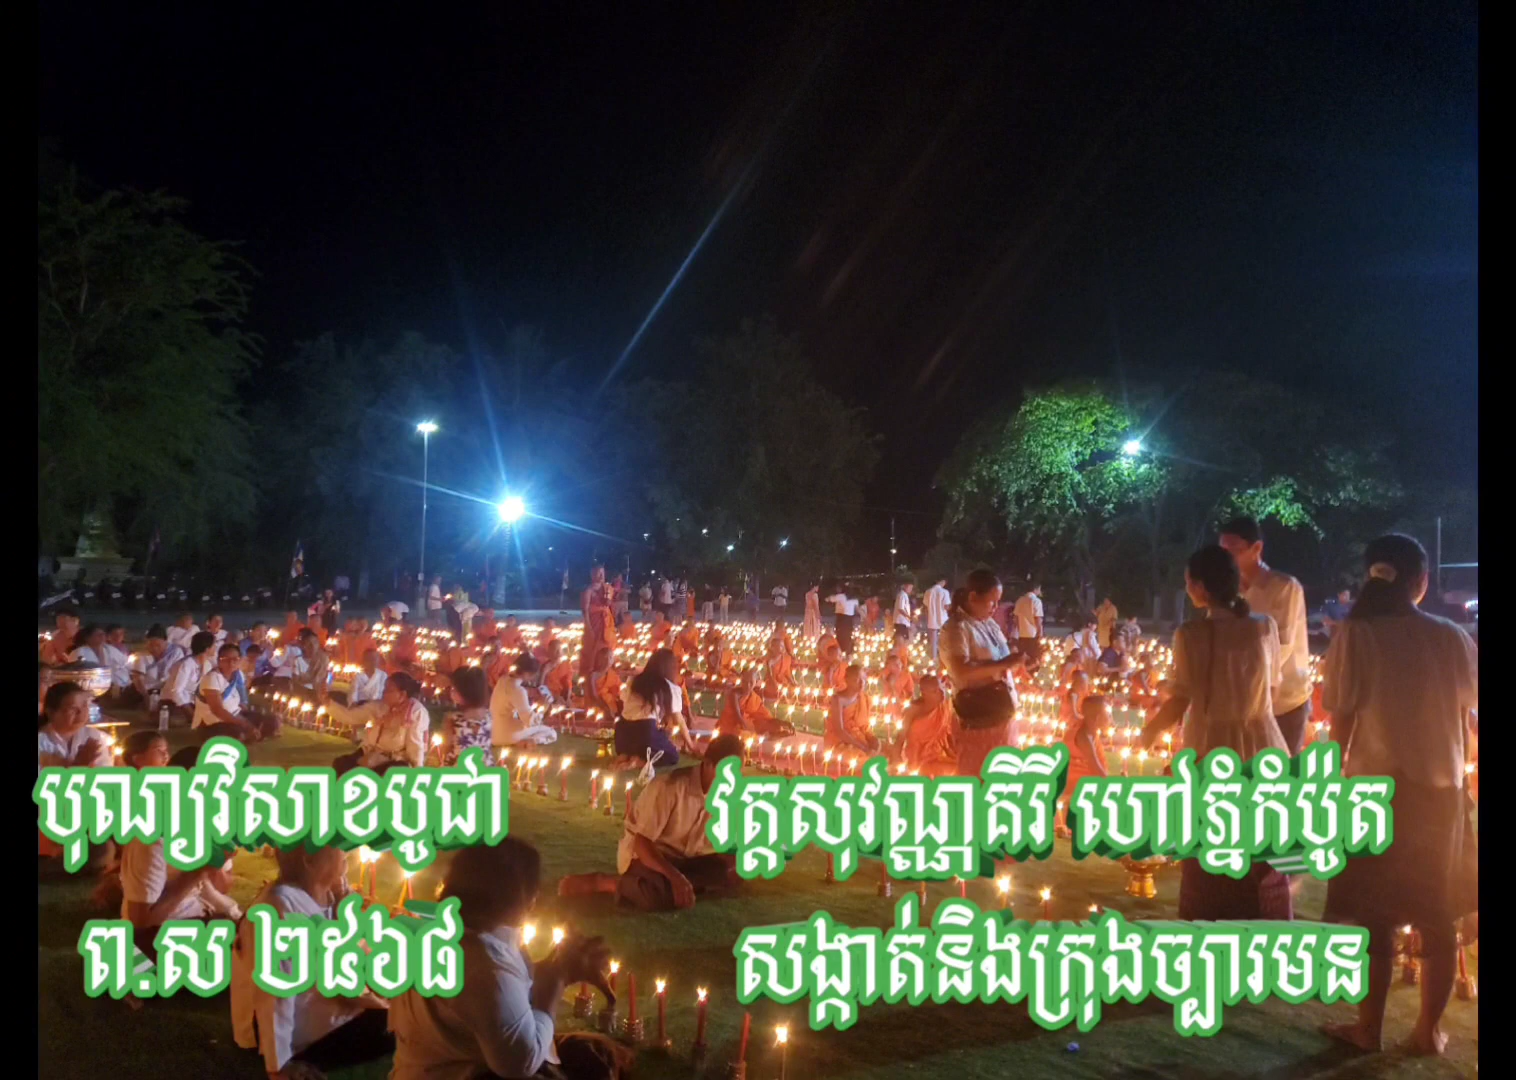 បុណ្យវិសាខបូជា
ព.ស ២៥៦៨
វត្តសុវណ្ណគិរី ហៅភ្នំកំប៉ូត
សង្កាត់និងក្រុងច្បារមន